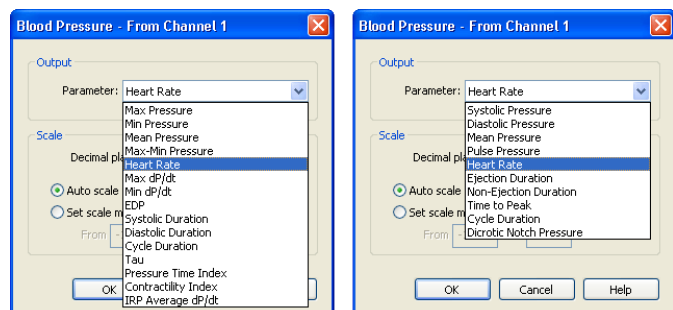 Blood Pressure - From Channel 1
Output
Parameter: Heart Rate
Max Pressure
Min Pressure
Mean Pressure
Max-Min Pressure
Heart Rate
Max dP/dt
Min dP/dt
EDP
Systolic Duration
Diastolic Duration
Cycle Duration
Tau
Pressure Time Index
Contractility Index
IRP Average dP/dt
Scale
Decimal pla
Auto scale
Set scale m
From -
OK
Blood Pressure - From Channel 1
Output
Parameter: Heart Rate
Systolic Pressure
Diastolic Pressure
Mean Pressure
Pulse Pressure
Heart Rate
Ejection Duration
Non-Ejection Duration
Time to Peak
Cycle Duration
Dicrotic Notch Pressure
Scale
Decimal pla
Auto scale
Set scale m
From -
OK Cancel Help